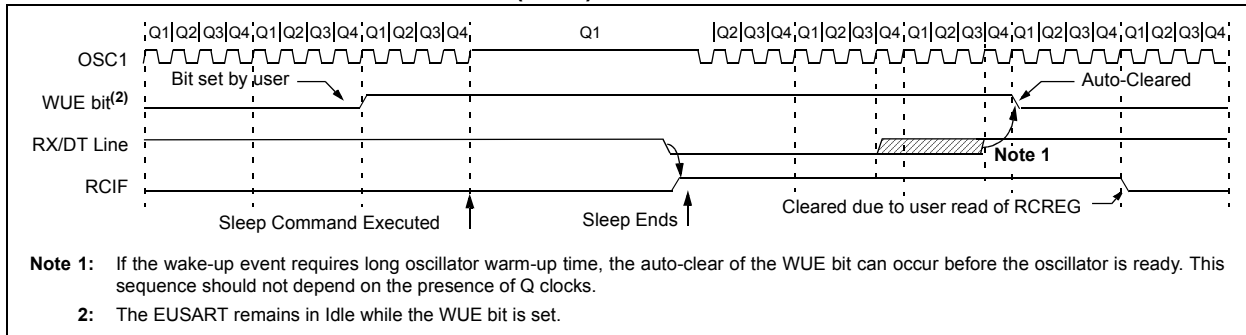 Q1 Q2 Q3 Q4 Q1 Q2 Q3 Q4 Q1 Q2 Q3 Q4 Q1 Q2 Q3 Q4 Q1 Q2 Q3 Q4 Q1 Q2 Q3 Q4 Q1 Q2 Q3 Q4 Q1 Q2 Q3 Q4
OSC1
Bit set by user
Auto-Cleared
WUE bit(2)
RX/DT Line
Note 1
RCIF
Cleared due to user read of RCREG
Sleep Command Executed
Sleep Ends
Note 1: If the wake-up event requires long oscillator warm-up time, the auto-clear of the WUE bit can occur before the oscillator is ready. This
sequence should not depend on the presence of Q clocks.
2: The EUSART remains in Idle while the WUE bit is set.